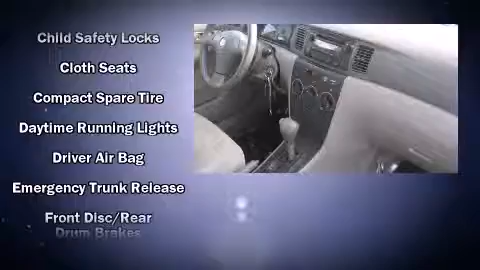 Child Safety Locks
Cloth Seats
Compact Spare Tire
Daytime Running Lights
Driver Air Bag
Emergency Trunk Release
Front Disc/Rear
Drum Brakes